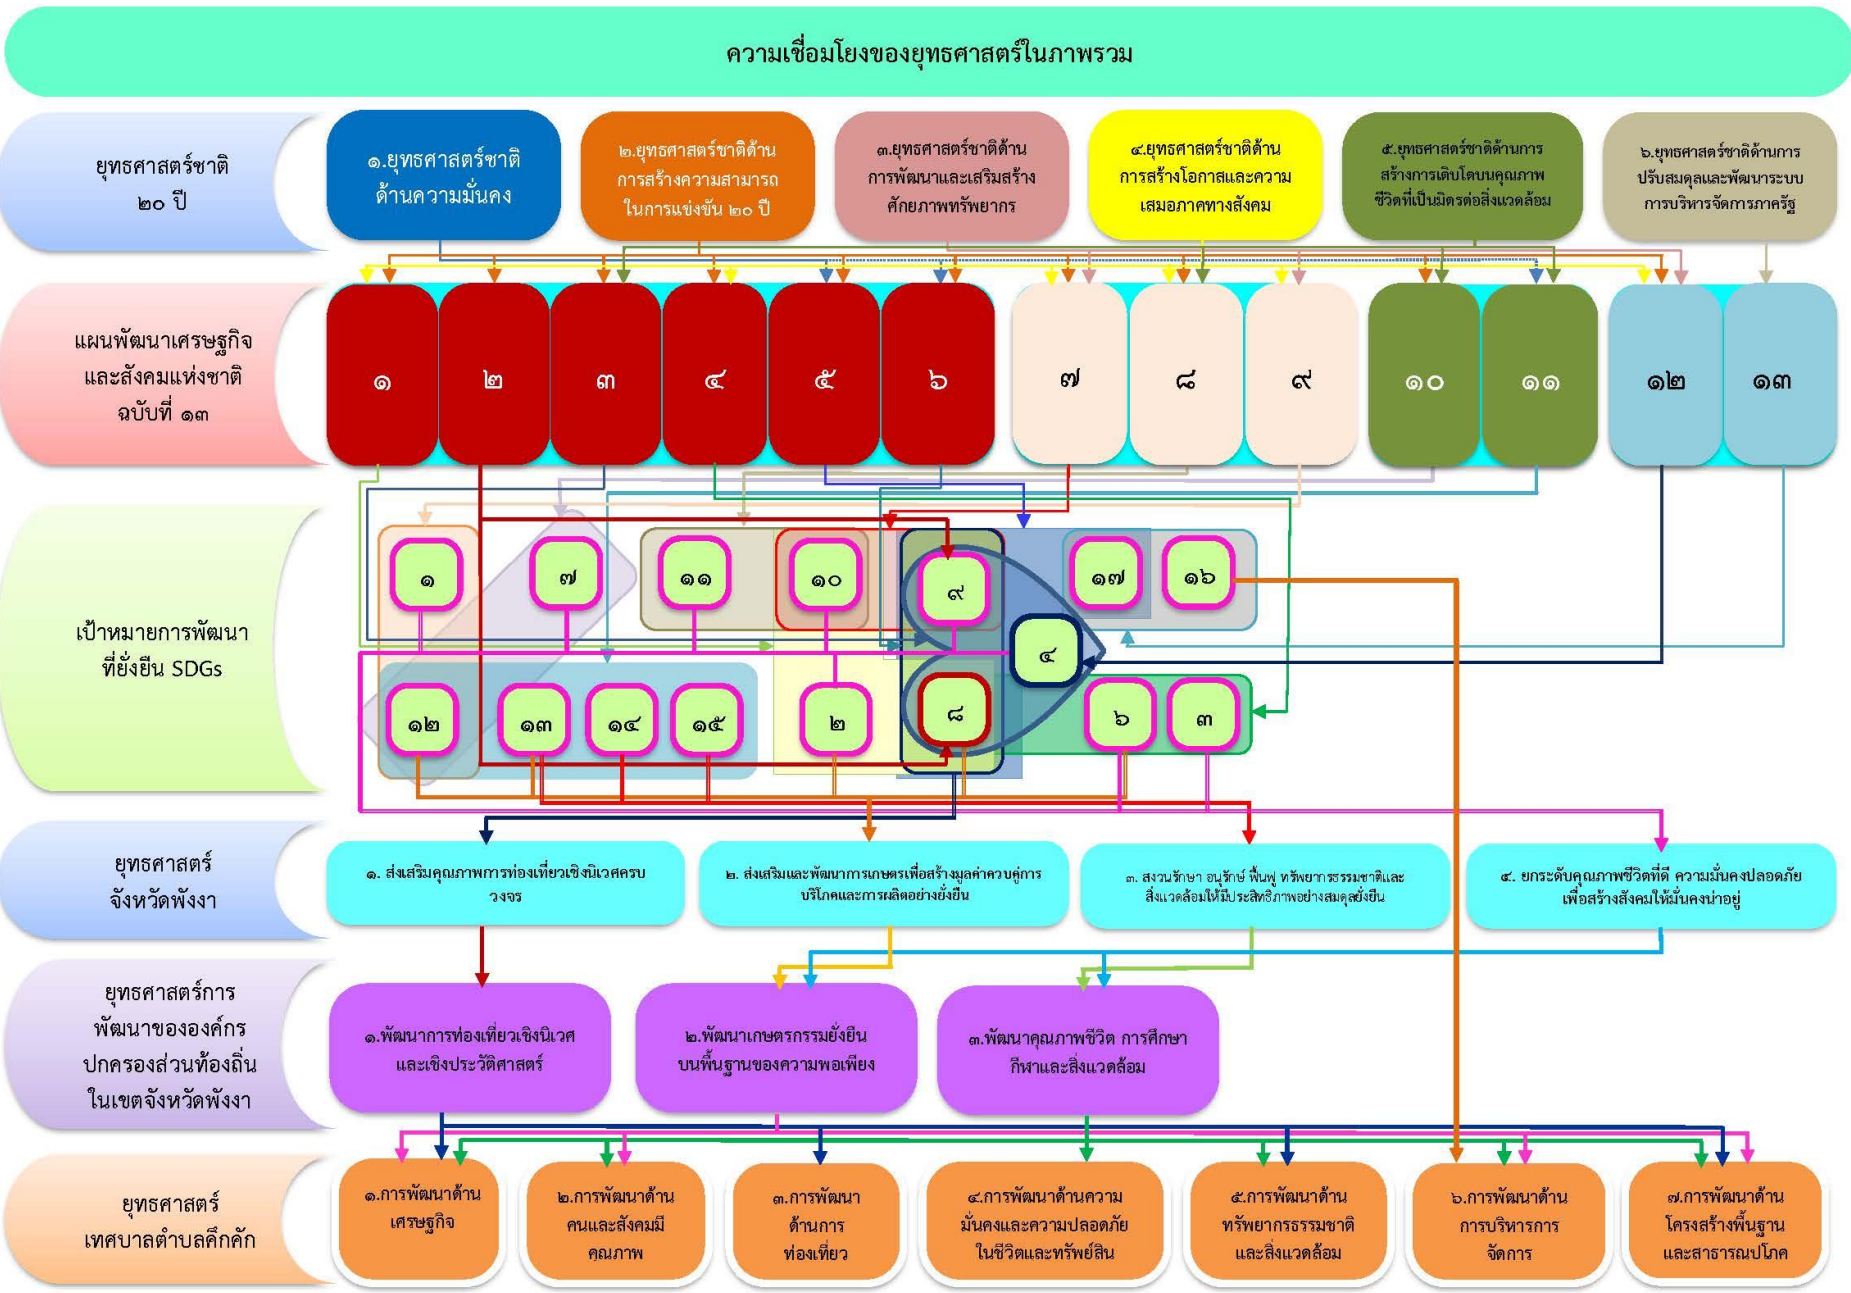 ความเชื่อมโยงของยุทธศาสตร์ในภาพรวม
ยุทธศาสตร์ชาติ
๒๐ ปี
๑.ยุทธศาสตร์ชาติ
ด้านความมั่นคง
๒.ยุทธศาสตร์ชาติด้าน
การสร้างความสามารถ
ในการแข่งขัน ๒๐ ปี
๓.ยุทธศาสตร์ชาติด้าน
การพัฒนาและเสริมสร้าง
ศักยภาพทรัพยากร
๔.ยุทธศาสตร์ชาติด้าน
การสร้างโอกาสและความ
เสมอภาคทางสังคม
๕.ยุทธศาสตร์ชาติด้านการ
สร้างการเติบโตบนคุณภาพ
ชีวิตที่เป็นมิตรต่อสิ่งแวดล้อม
๖.ยุทธศาสตร์ชาติด้านการ
ปรับสมดุลและพัฒนาระบบ
การบริหารจัดการภาครัฐ
แผนพัฒนาเศรษฐกิจ
และสังคมแห่งชาติ
ฉบับที่ ๑๓
๑
๒
๓
๔
๕
๖
๗
๘
๙
๑๐
๑๑
๑๒
๑๓
เป้าหมายการพัฒนา
ที่ยั่งยืน SDGs
๑
๗
๑๑
๑๐
๙
๑๗
๑๖
๔
๑๒
๑๓
๑๔
๑๕
๒
๘
๖
๓
ยุทธศาสตร์
จังหวัดพังงา
๑. ส่งเสริมคุณภาพการท่องเที่ยวเชิงนิเวศครบ
วงจร
๒. ส่งเสริมและพัฒนาการเกษตรเพื่อสร้างมูลค่าควบคู่การ
บริโภคและการผลิตอย่างยั่งยืน
๓. สงวนรักษา อนุรักษ์ ฟื้นฟู ทรัพยากรธรรมชาติและ
สิ่งแวดล้อมให้มีประสิทธิภาพอย่างสมดุลยั่งยืน
๔. ยกระดับคุณภาพชีวิตที่ดี ความมั่นคงปลอดภัย
เพื่อสร้างสังคมให้มั่นคงน่าอยู่
ยุทธศาสตร์การ
พัฒนาขององค์กร
ปกครองส่วนท้องถิ่น
ในเขตจังหวัดพังงา
๑.พัฒนาการท่องเที่ยวเชิงนิเวศ
และเชิงประวัติศาสตร์
๒.พัฒนาเกษตรกรรมยั่งยืน
บนพื้นฐานของความพอเพียง
๓.พัฒนาคุณภาพชีวิต การศึกษา
กีฬาและสิ่งแวดล้อม
ยุทธศาสตร์
เทศบาลตำบลคึกคัก
๑.การพัฒนาด้าน
เศรษฐกิจ
๒.การพัฒนาด้าน
คนและสังคมมี
คุณภาพ
๓.การพัฒนา
ด้านการ
ท่องเที่ยว
๔.การพัฒนาด้านความ
มั่นคงและความปลอดภัย
ในชีวิตและทรัพย์สิน
๕.การพัฒนาด้าน
ทรัพยากรธรรมชาติ
และสิ่งแวดล้อม
๖.การพัฒนาด้าน
การบริหารการ
จัดการ
๗.การพัฒนาด้าน
โครงสร้างพื้นฐาน
และสาธารณปโภค